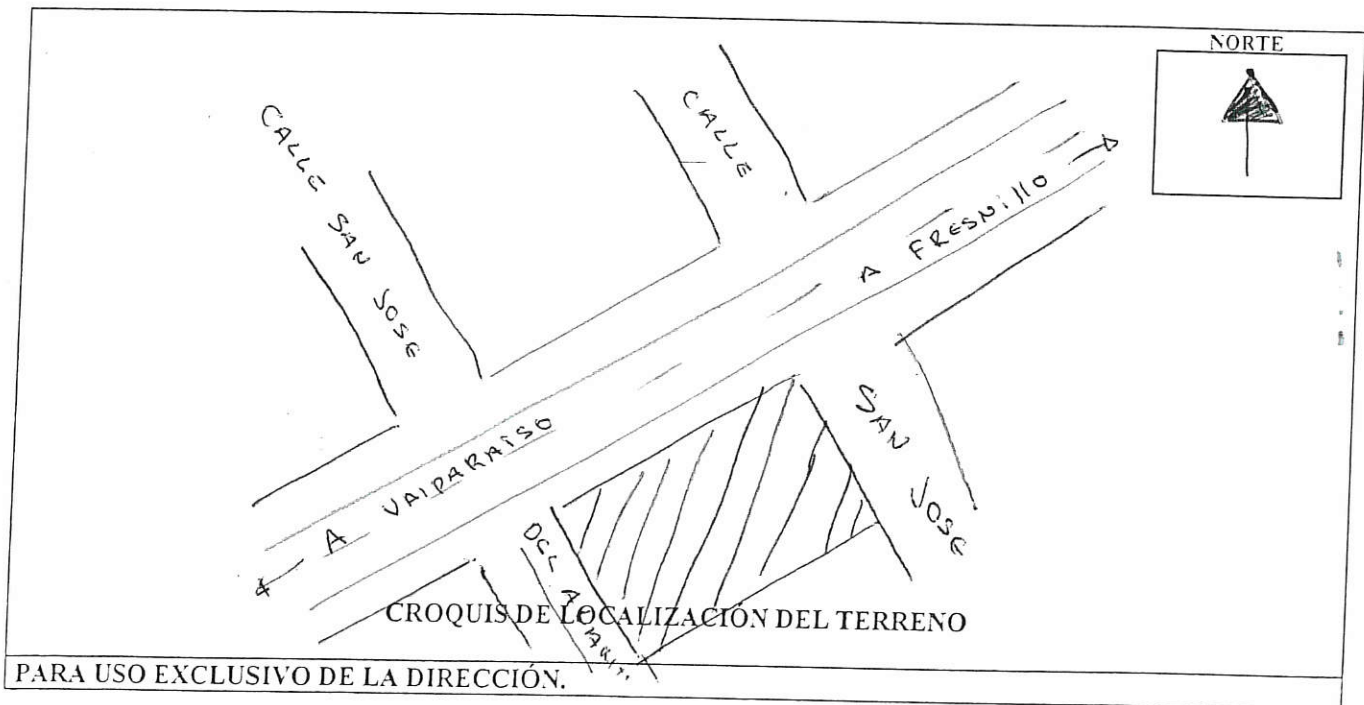 NORTE
CALLE SAN JOSE
CALLE
A FRESNIllO
A VAlPARAiSO
SAN JOSE
DEL
CROQUIS DE LOCALIZACIÓN DEL TERRENO
PARA USO EXCLUSIVO DE LA DIRECCIÓN.